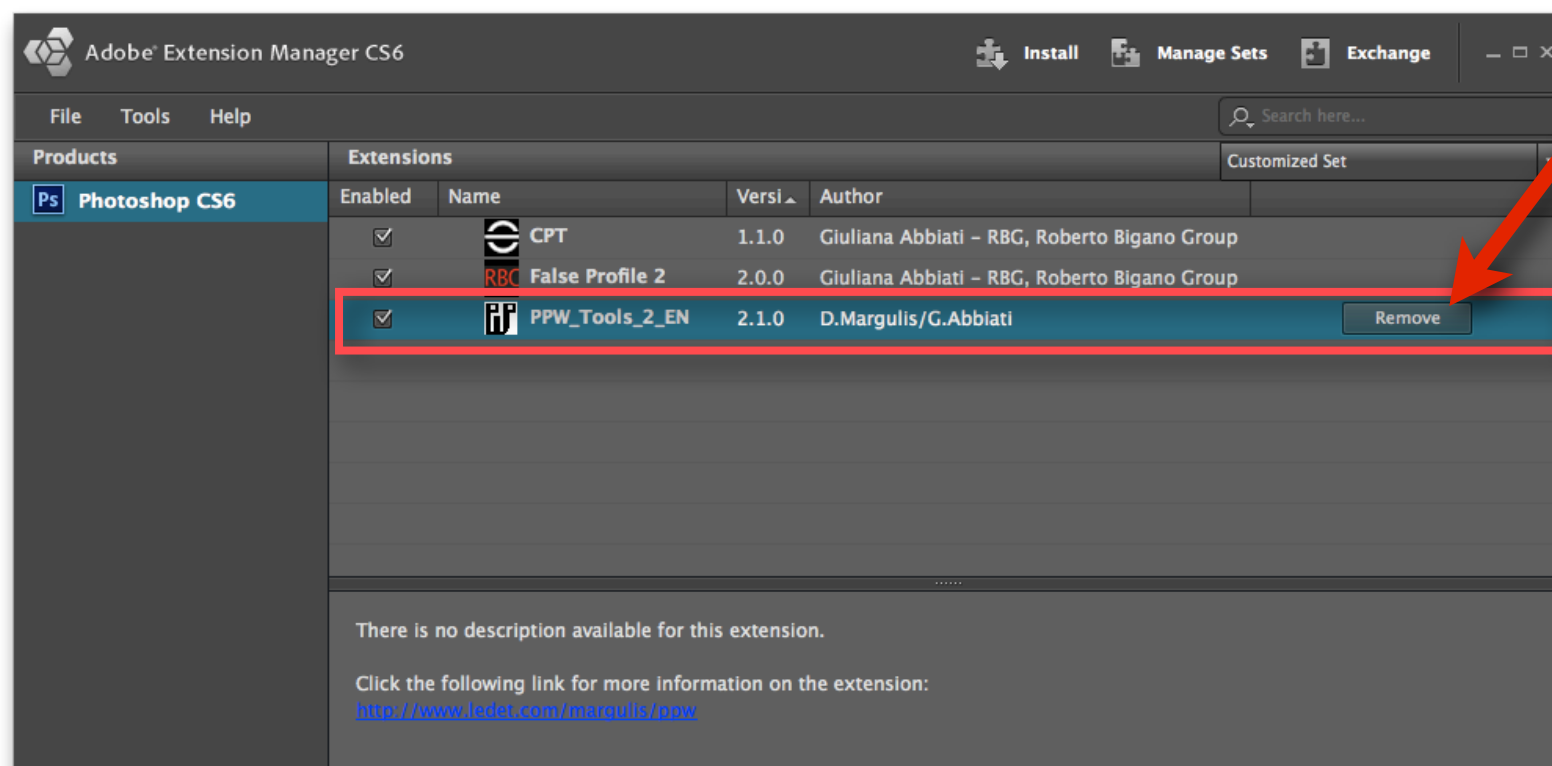 Adobe® Extension Manager CS6 Install Manage Sets Exchange
File Tools Help Search here...
Products Extensions Customized Set
Ps Photoshop CS6 Enabled Name Versi Author
CPT 1.1.0 Giuliana Abbiati – RBG, Roberto Bigano Group
RBG False Profile 2 2.0.0 Giuliana Abbiati – RBG, Roberto Bigano Group
PPW_Tools_2_EN 2.1.0 D.Margulis/G.Abbiati Remove
There is no description available for this extension.
Click the following link for more information on the extension:
http://www.ledet.com/margulis/ppw